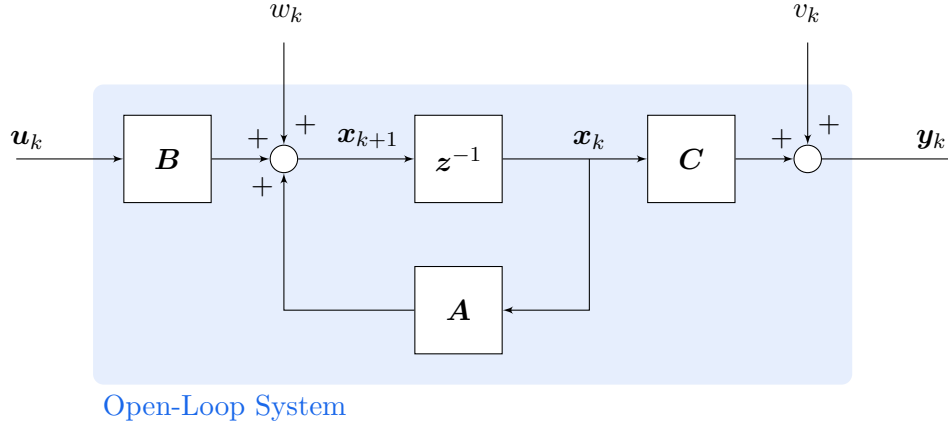 w_k
v_k
u_k
B
+
+
+
x_{k+1}
z^{-1}
x_k
C
+
+
y_k
A
Open-Loop System